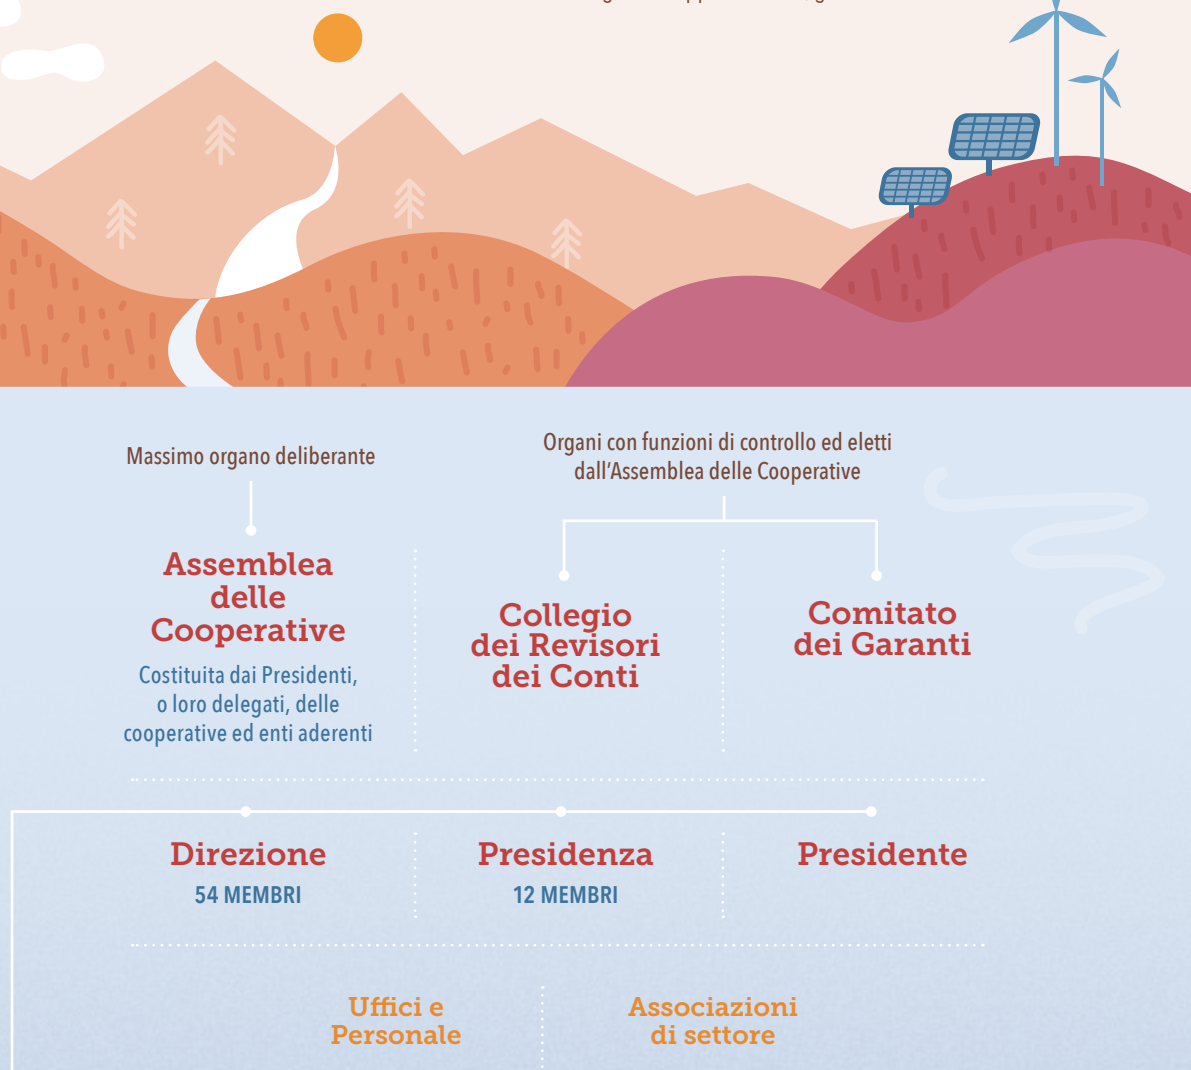 Massimo organo deliberante
Organi con funzioni di controllo ed eletti
dall'Assemblea delle Cooperative
Assemblea
delle
Cooperative
Costituita dai Presidenti,
o loro delegati, delle
cooperative ed enti aderenti
Collegio
dei Revisori
dei Conti
Comitato
dei Garanti
Direzione
54 MEMBRI
Presidenza
12 MEMBRI
Presidente
Uffici e
Personale
Associazioni
di settore